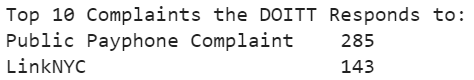 Top 10 Complaints the DOITT Responds to:
Public Payphone Complaint    285
LinkNYC                      143